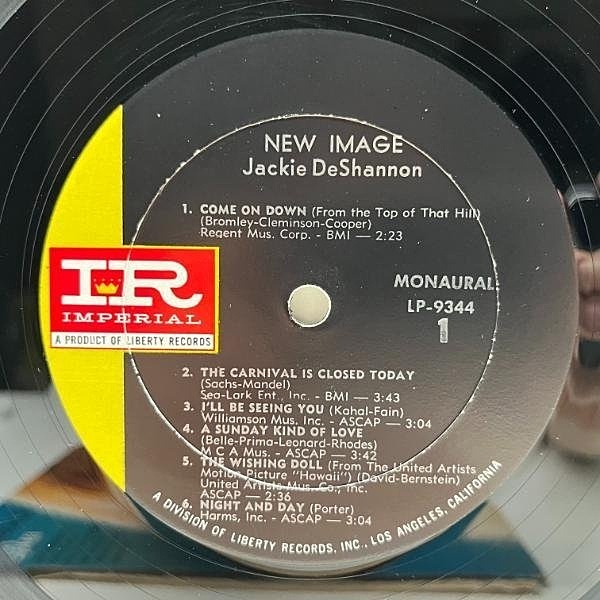 NEW IMAGE
Jackie DeShannon
1. COME ON DOWN (From the Top of That Hill)
(Bromley-Cleminson-Cooper)
Regent Mus. Corp. - BMI — 2:23
IR
IMPERIAL
A PRODUCT OF LIBERTY RECORDS
MONAURAL
LP-9344
1
2. THE CARNIVAL IS CLOSED TODAY
(Sachs-Mandel)
Sea-Lark Ent., Inc. - BMI — 3:43
3. I'LL BE SEEING YOU (Kahal-Fain)
Williamson Mus. Inc. - ASCAP — 3:04
4. A SUNDAY KIND OF LOVE
(Belle-Prima-Leonard-Rhodes)
M C A Mus. - ASCAP — 3:42
5. THE WISHING DOLL (From The United Artists
Motion Picture "Hawaii") (David-Bernstein)
United Artists Mus. Co., Inc.
ASCAP — 2:36
6. NIGHT AND DAY (Porter)
Harms, Inc. - ASCAP — 3:04
A DIVISION OF LIBERTY RECORDS, INC., LOS ANGELES, CALIFORNIA